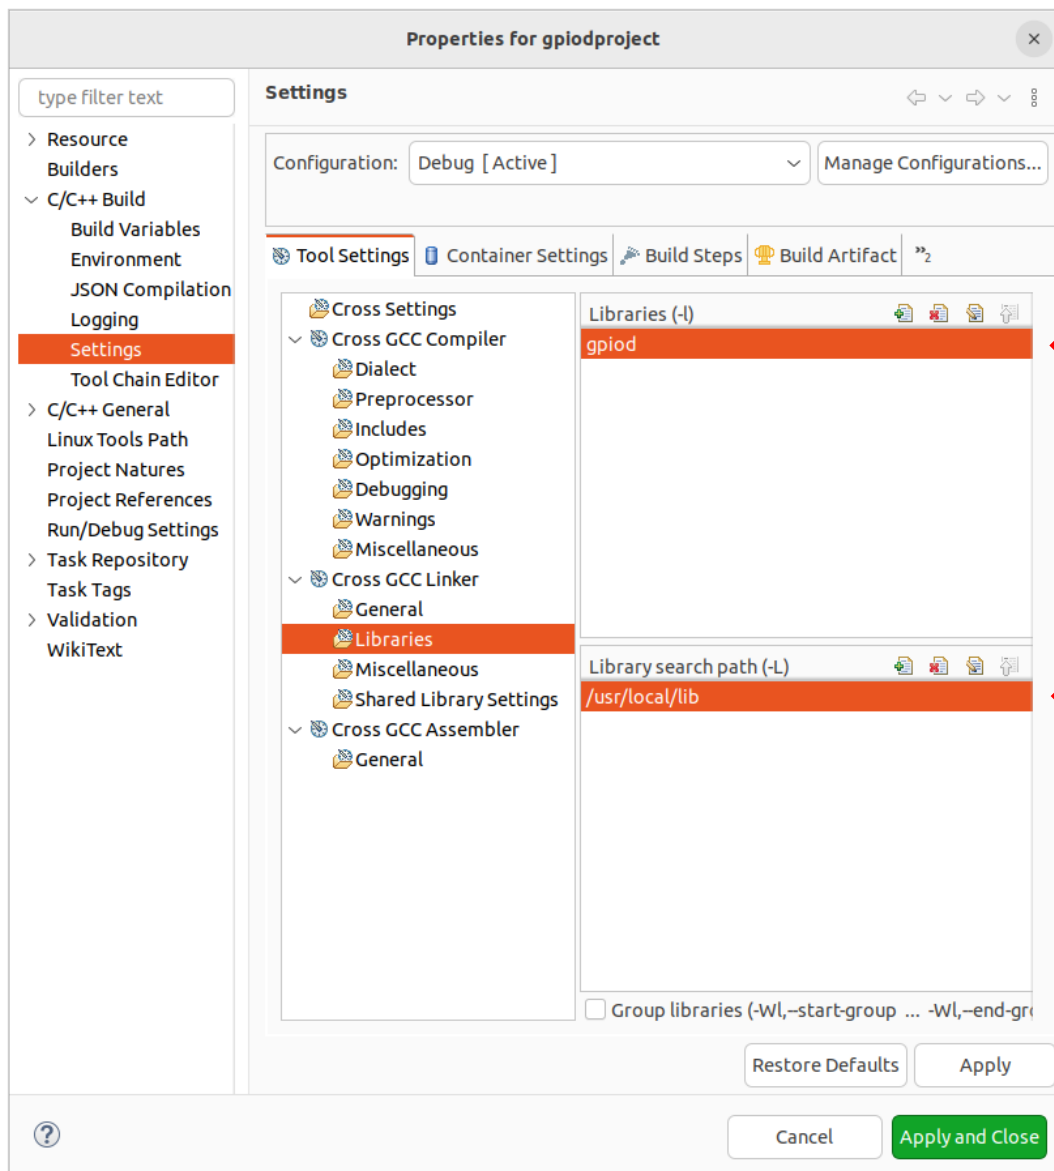 Properties for gpiodproject
type filter text
Resource
Builders
C/C++ Build
Build Variables
Environment
JSON Compilation
Logging
Settings
Tool Chain Editor
C/C++ General
Linux Tools Path
Project Natures
Project References
Run/Debug Settings
Task Repository
Task Tags
Validation
WikiText
Settings
Configuration: Debug [ Active ] Manage Configurations...
Tool Settings Container Settings Build Steps Build Artifact »2
Cross Settings
Cross GCC Compiler
Dialect
Preprocessor
Includes
Optimization
Debugging
Warnings
Miscellaneous
Cross GCC Linker
General
Libraries
Miscellaneous
Shared Library Settings
Cross GCC Assembler
General
Libraries (-l)
gpiod
Library search path (-L)
/usr/local/lib
Group libraries (-Wl,--start-group ... -Wl,--end-gr
Restore Defaults Apply
Cancel Apply and Close